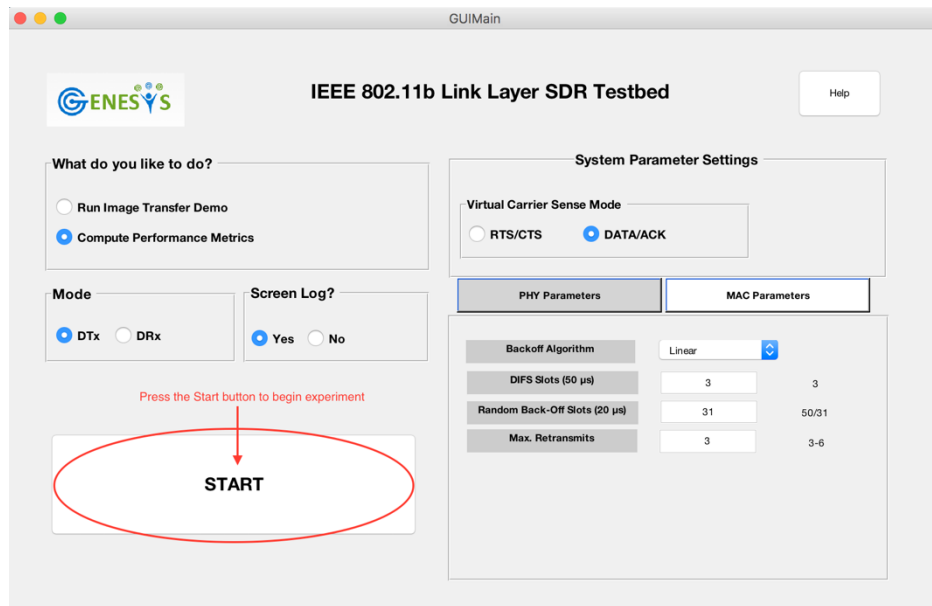 GUIMain
GENESYS
IEEE 802.11b Link Layer SDR Testbed
Help
What do you like to do?
Run Image Transfer Demo
Compute Performance Metrics
System Parameter Settings
Virtual Carrier Sense Mode
RTS/CTS
DATA/ACK
Mode
DTx
DRx
Screen Log?
Yes
No
PHY Parameters
MAC Parameters
Backoff Algorithm
Linear
DIFS Slots (50 µs)
3
3
Random Back-Off Slots (20 µs)
31
50/31
Max. Retransmits
3
3-6
Press the Start button to begin experiment
START